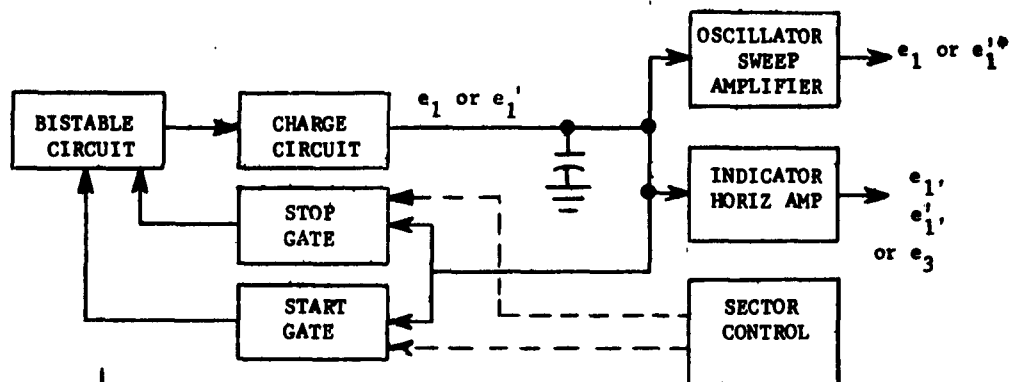 OSCILLATOR
SWEEP
AMPLIFIER
e1 or e1'*
BISTABLE
CIRCUIT
CHARGE
CIRCUIT
e1 or e1'
INDICATOR
HORIZ AMP
e1,
e1',
or e3
STOP
GATE
START
GATE
SECTOR
CONTROL